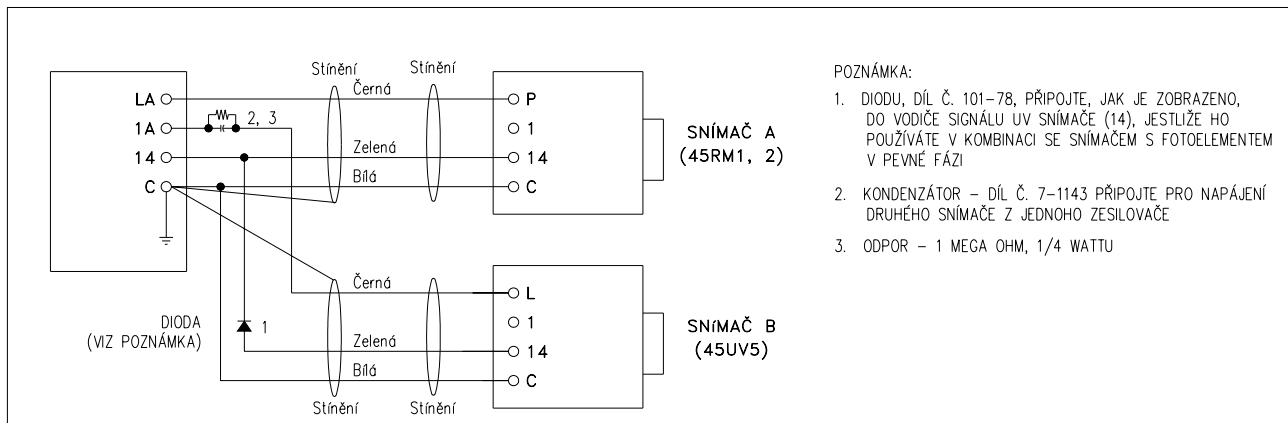 Stínění
Stínění
Černá
LA
P
1A
2, 3
1
SNÍMAČ A
(45RM1, 2)
Zelená
14
14
Bílá
C
C
Černá
L
DIODA
(VIZ POZNÁMKA)
1
1
SNíMAČ B
(45UV5)
Zelená
14
Bílá
C
Stínění
Stínění
POZNÁMKA:
1. DIODU, DÍL Č. 101-78, PŘIPOJTE, JAK JE ZOBRAZENO,
DO VODIČE SIGNÁLU UV SNÍMAČE (14), JESTLIŽE HO
POUŽÍVÁTE V KOMBINACI SE SNÍMAČEM S FOTOELEMENTEM
V PEVNÉ FÁZI
2. KONDENZÁTOR – DÍL Č. 7-1143 PŘIPOJTE PRO NAPÁJENÍ
DRUHÉHO SNÍMAČE Z JEDNOHO ZESILOVAČE
3. ODPOR – 1 MEGA OHM, 1/4 WATTU